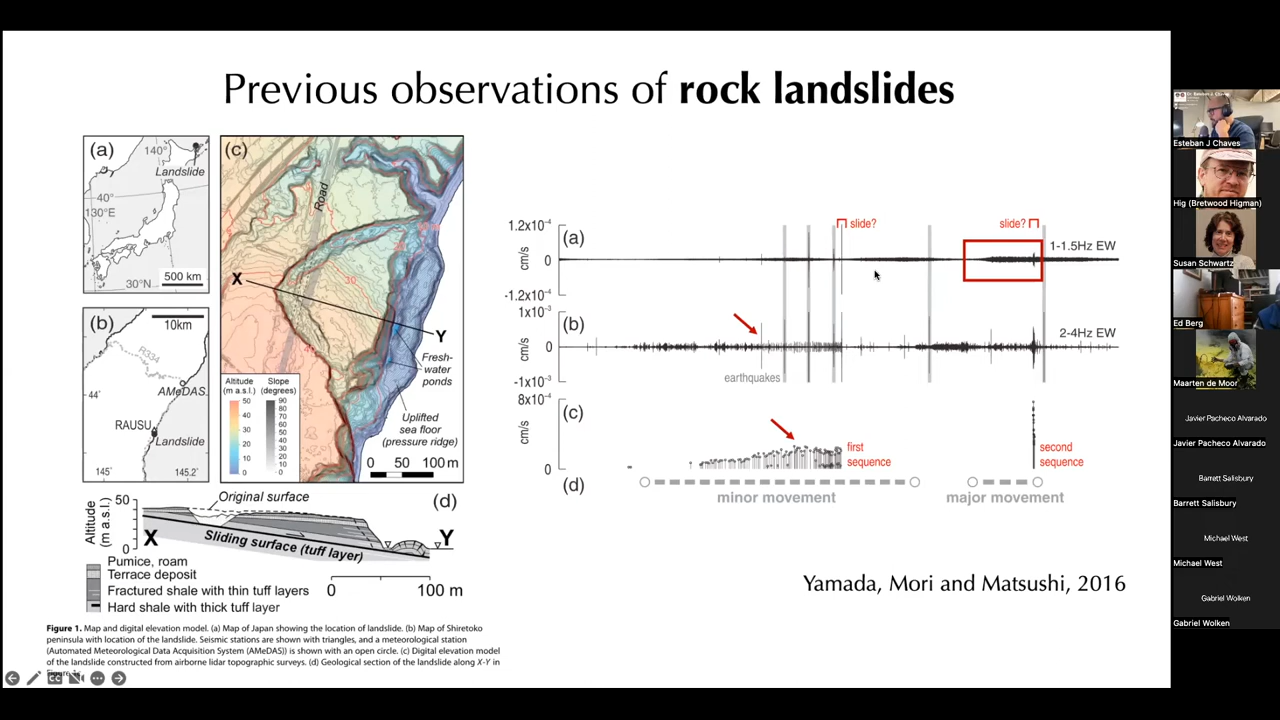 Previous observations of rock landslides
(a)
140°
Landslide
40°
130°E
30°N
500 km
(b)
10km
R334
44°
AMeDAS
RAUSU
Landslide
145°
145.2°
(c)
Road
X
Y
Fresh-
water
ponds
Uplifted
sea floor
(pressure ridge)
Altitude
(m a.s.l.)
50
40
30
20
10
0
Slope
(degrees)
90
80
70
60
50
40
30
20
10
0
0 50 100 m
(d)
Altitude
(m a.s.l.)
50
0
Original surface
X
Y
Sliding surface (tuff layer)
Pumice, roam
Terrace deposit
Fractured shale with thin tuff layers
Hard shale with thick tuff layer
0 100 m
Figure 1. Map and digital elevation model. (a) Map of Japan showing the location of landslide. (b) Map of Shiretoko
peninsula with location of the landslide. Seismic stations are shown with triangles, and a meteorological station
(Automated Meteorological Data Acquisition System (AMeDAS)) is shown with an open circle. (c) Digital elevation model
of the landslide constructed from airborne lidar topographic surveys. (d) Geological section of the landslide along X-Y in
slide?
slide?
1.2x10⁻⁴
cm/s
0
-1.2x10⁻⁴
(a)
1-1.5Hz EW
1x10⁻³
cm/s
0
-1x10⁻³
(b)
2-4Hz EW
earthquakes
8x10⁻⁴
cm/s
0
(c)
first
sequence
second
sequence
(d)
minor movement
major movement
Yamada, Mori and Matsushi, 2016
Esteban J Chaves
Hig (Bretwood Higman)
Susan Schwartz
Ed Berg
Maarten de Moor
Javier Pacheco Alvarado
Javier Pacheco Alvarado
Barrett Salisbury
Barrett Salisbury
Michael West
Michael West
Gabriel Wolken
Gabriel Wolken